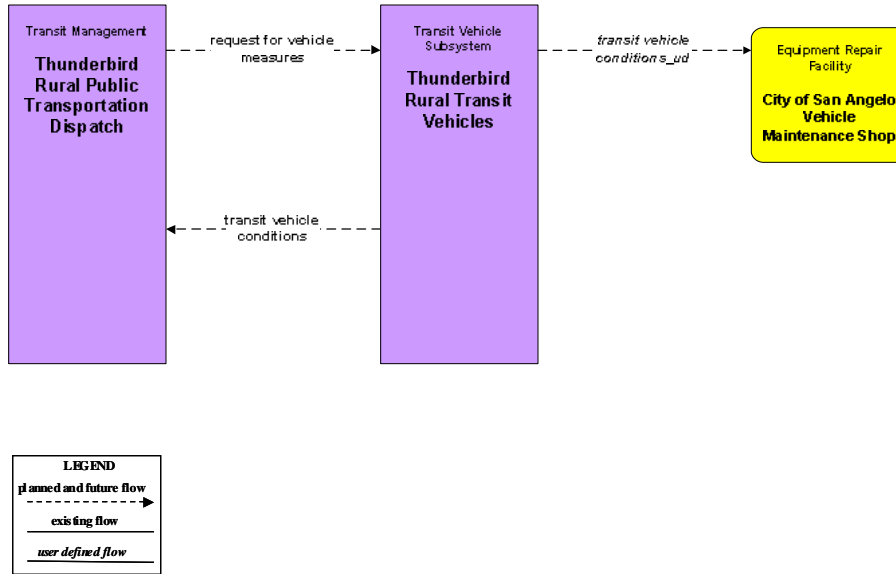 Transit Management
Thunderbird
Rural Public
Transportation
Dispatch
request for vehicle
measures
Transit Vehicle
Subsystem
Thunderbird
Rural Transit
Vehicles
transit vehicle
conditions_ud
Equipment Repair
Facility
City of San Angelo
Vehicle
Maintenance Shop
transit vehicle
conditions
LEGEND
planned and future flow
existing flow
user defined flow